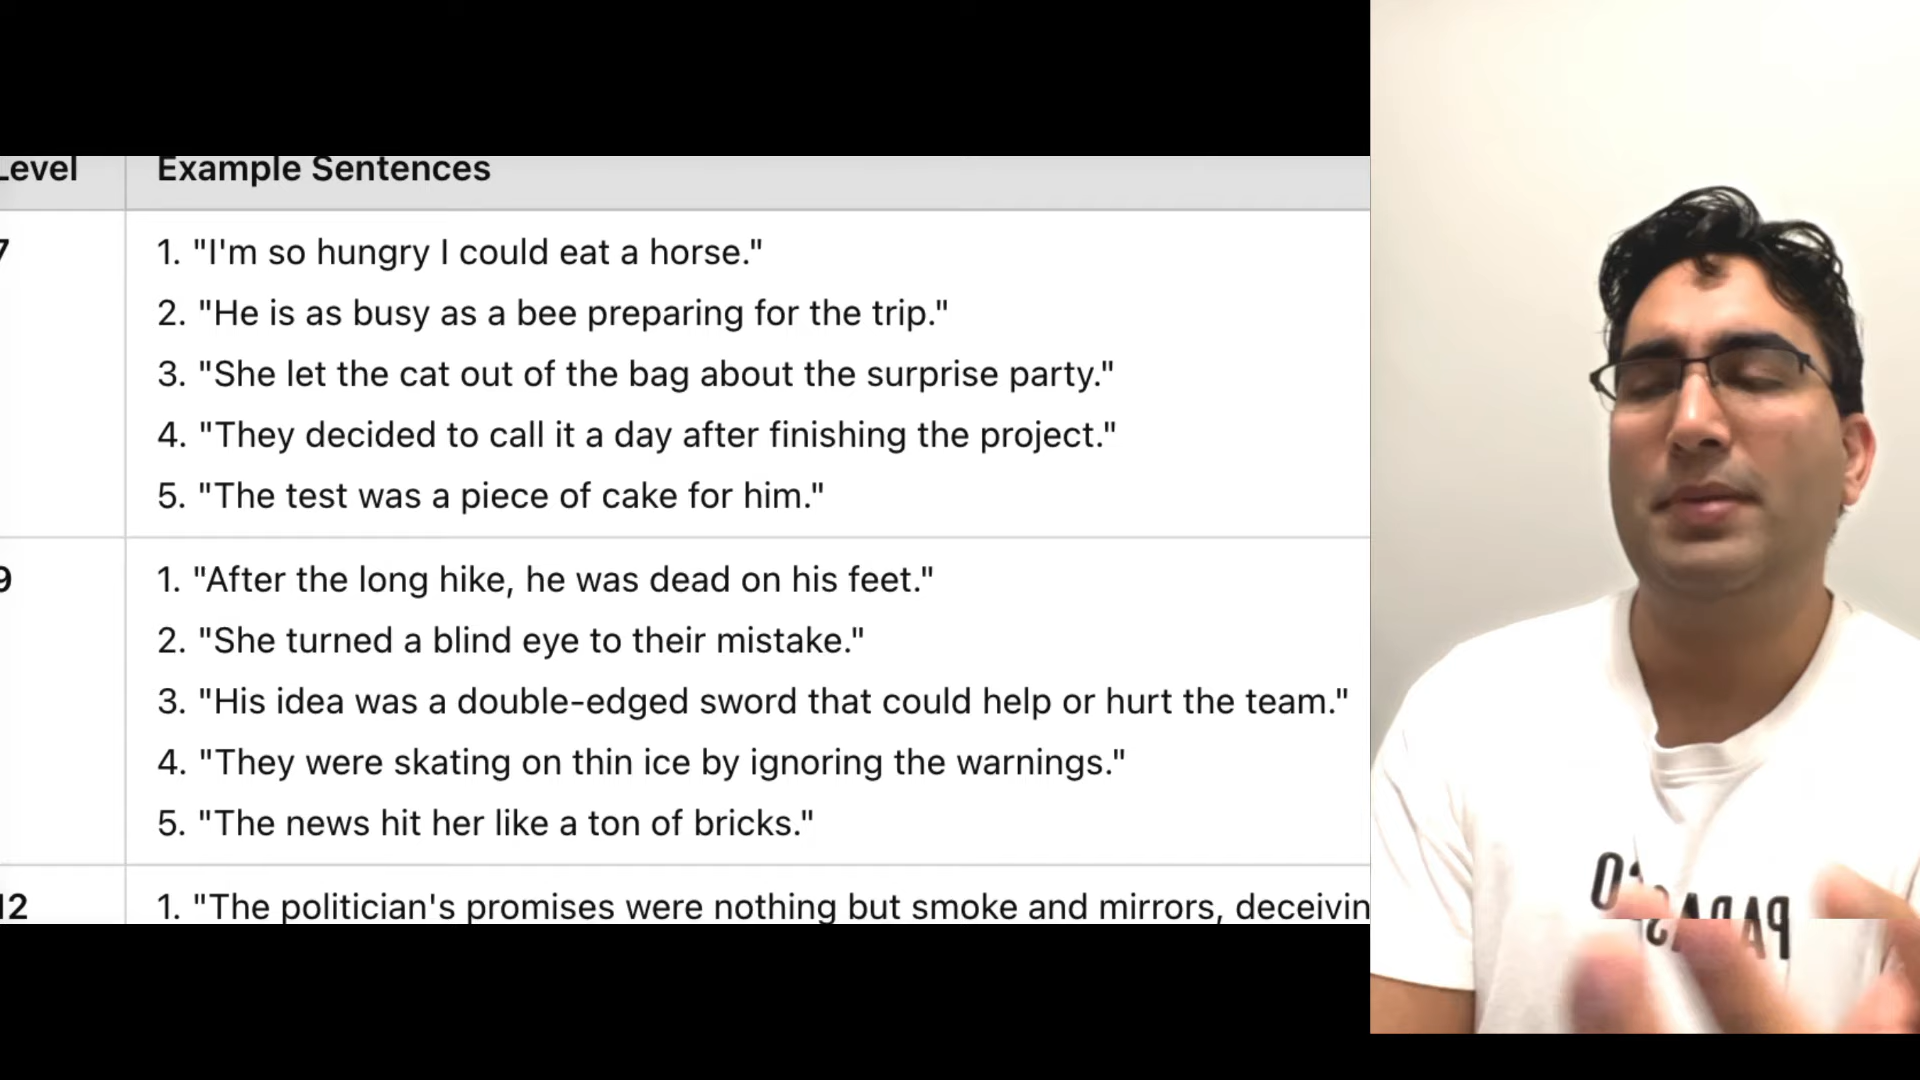 Level
Example Sentences
7
1. "I'm so hungry I could eat a horse."
2. "He is as busy as a bee preparing for the trip."
3. "She let the cat out of the bag about the surprise party."
4. "They decided to call it a day after finishing the project."
5. "The test was a piece of cake for him."
9
1. "After the long hike, he was dead on his feet."
2. "She turned a blind eye to their mistake."
3. "His idea was a double-edged sword that could help or hurt the team."
4. "They were skating on thin ice by ignoring the warnings."
5. "The news hit her like a ton of bricks."
12
1. "The politician's promises were nothing but smoke and mirrors, deceivin